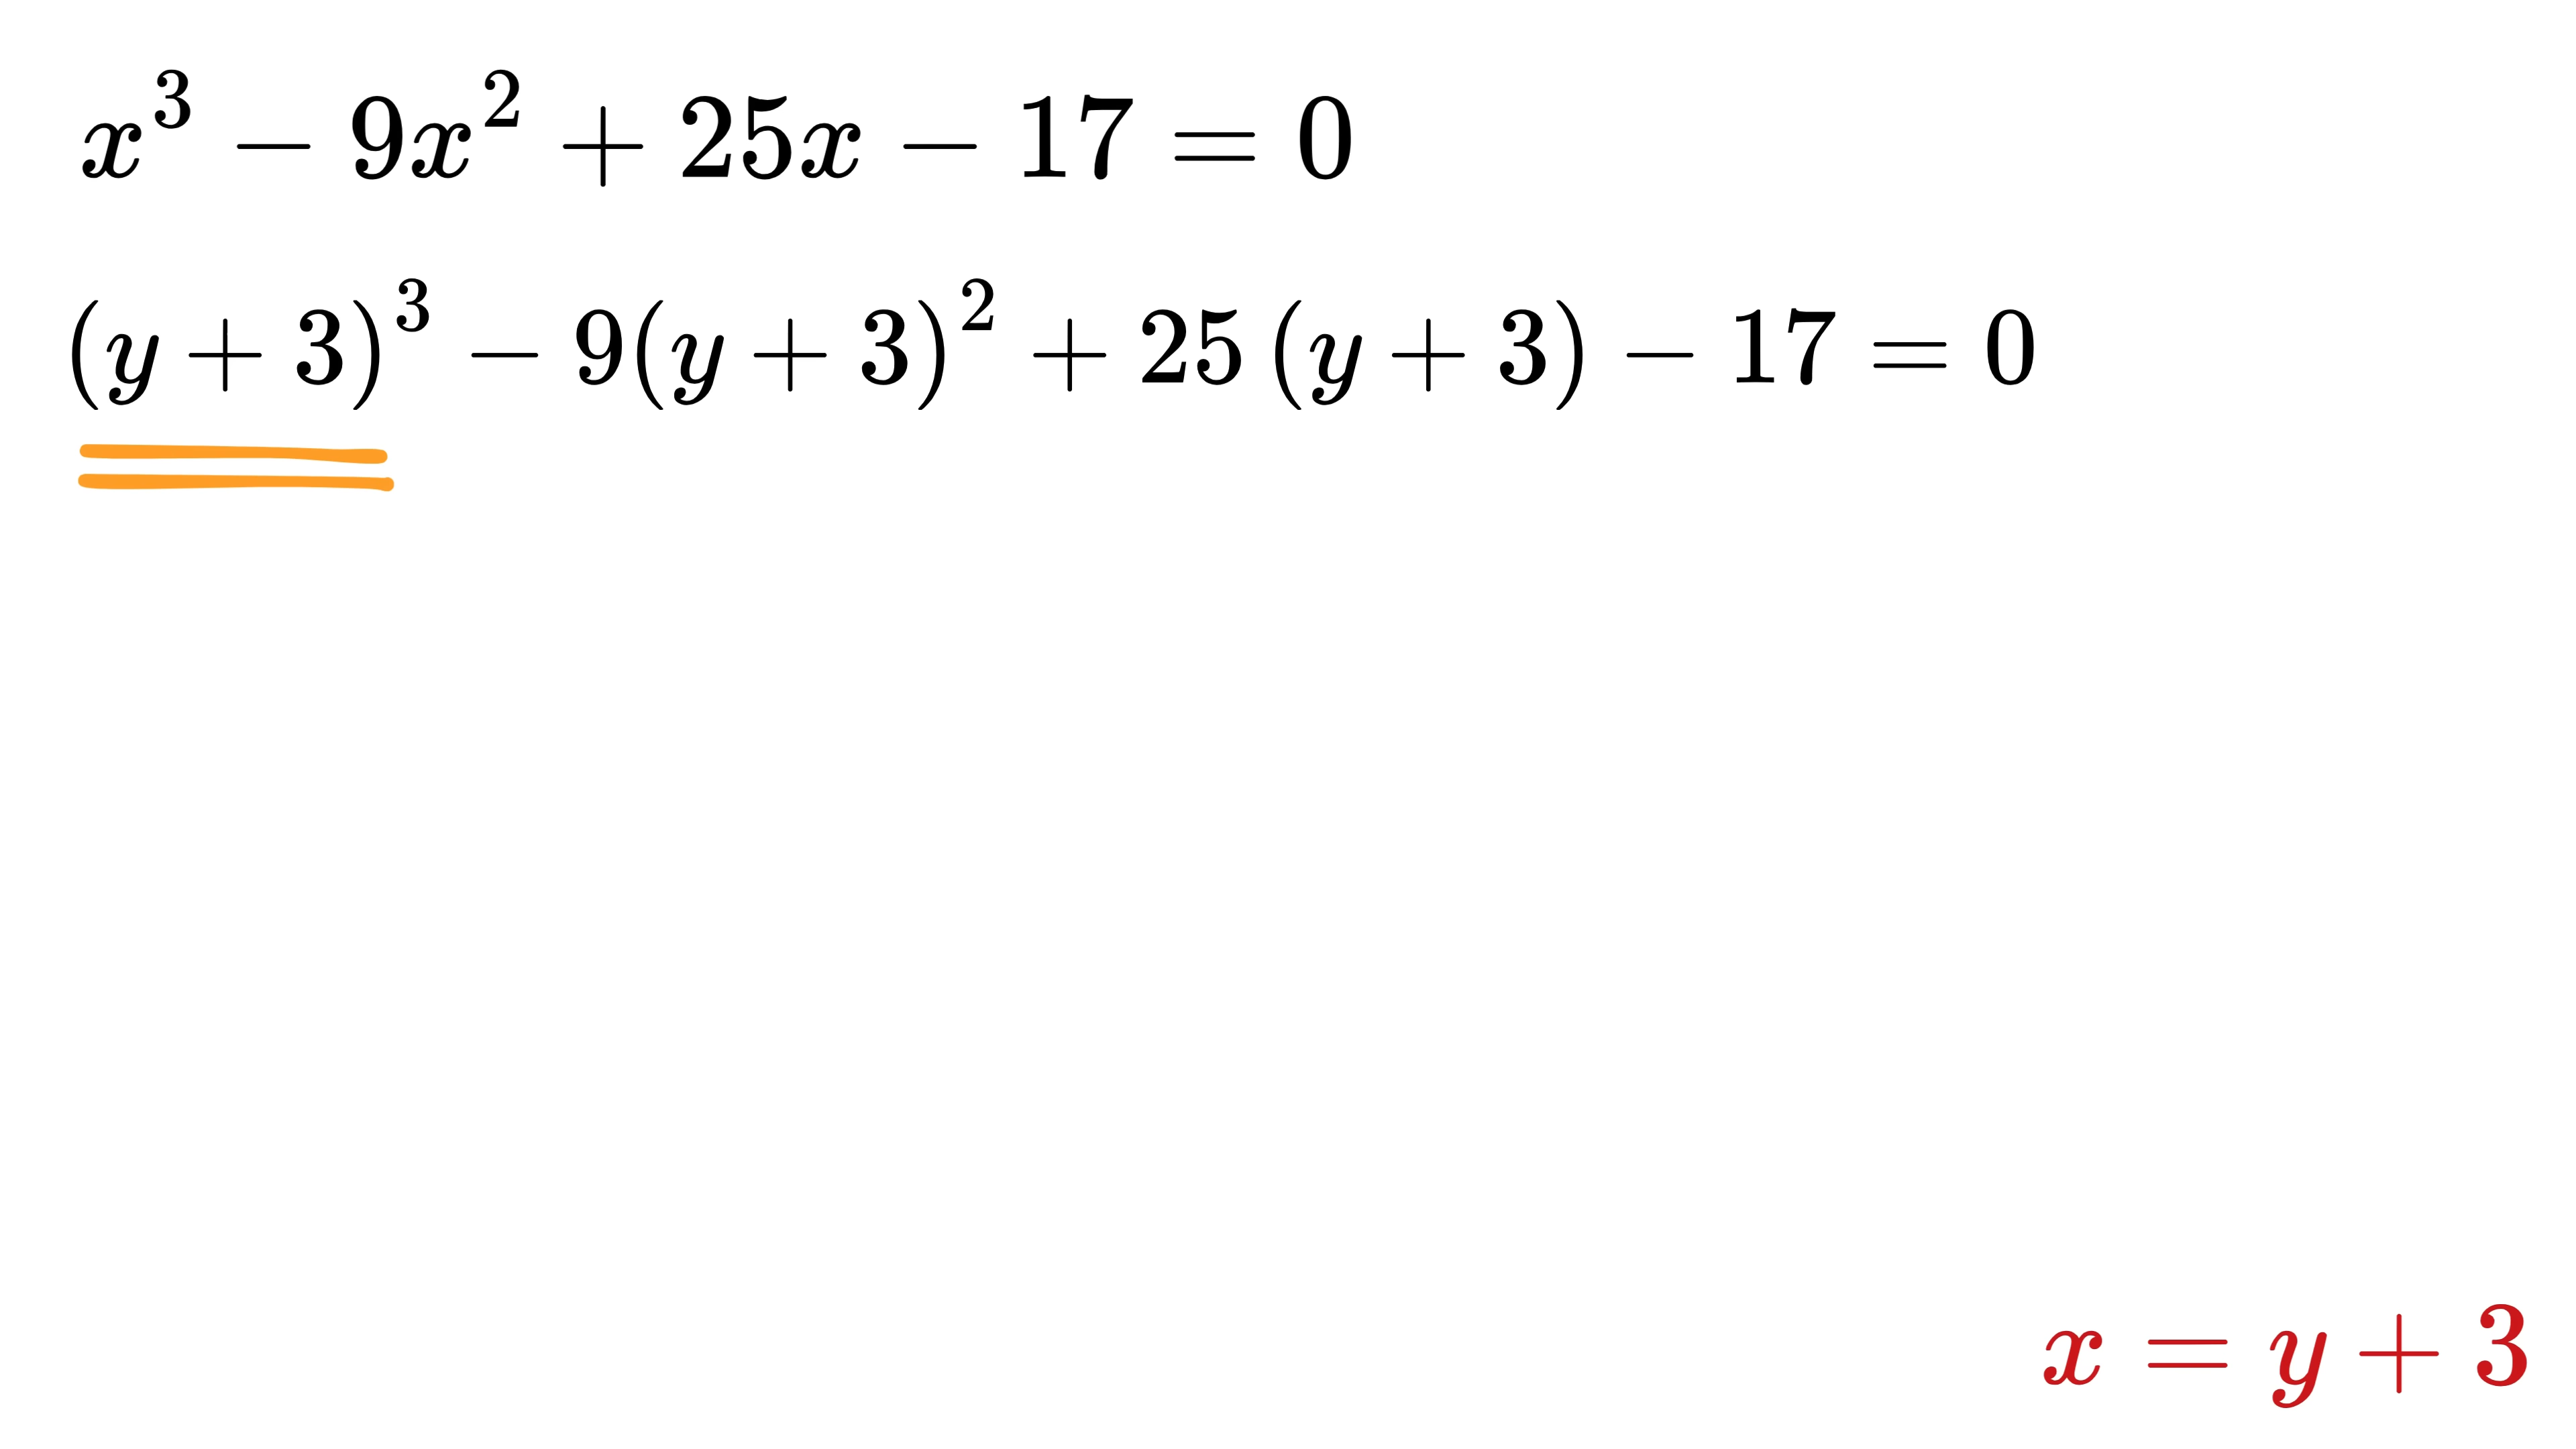 x³ − 9x² + 25x − 17 = 0
(y + 3)³ − 9(y + 3)² + 25(y + 3) − 17 = 0
x = y + 3